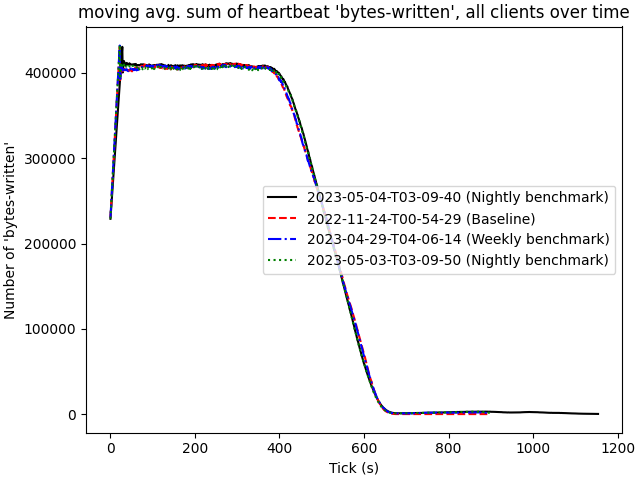 moving avg. sum of heartbeat 'bytes-written', all clients over time
Number of 'bytes-written'
400000
300000
200000
100000
0
2023-05-04-T03-09-40 (Nightly benchmark)
2022-11-24-T00-54-29 (Baseline)
2023-04-29-T04-06-14 (Weekly benchmark)
2023-05-03-T03-09-50 (Nightly benchmark)
0 200 400 600 800 1000 1200
Tick (s)